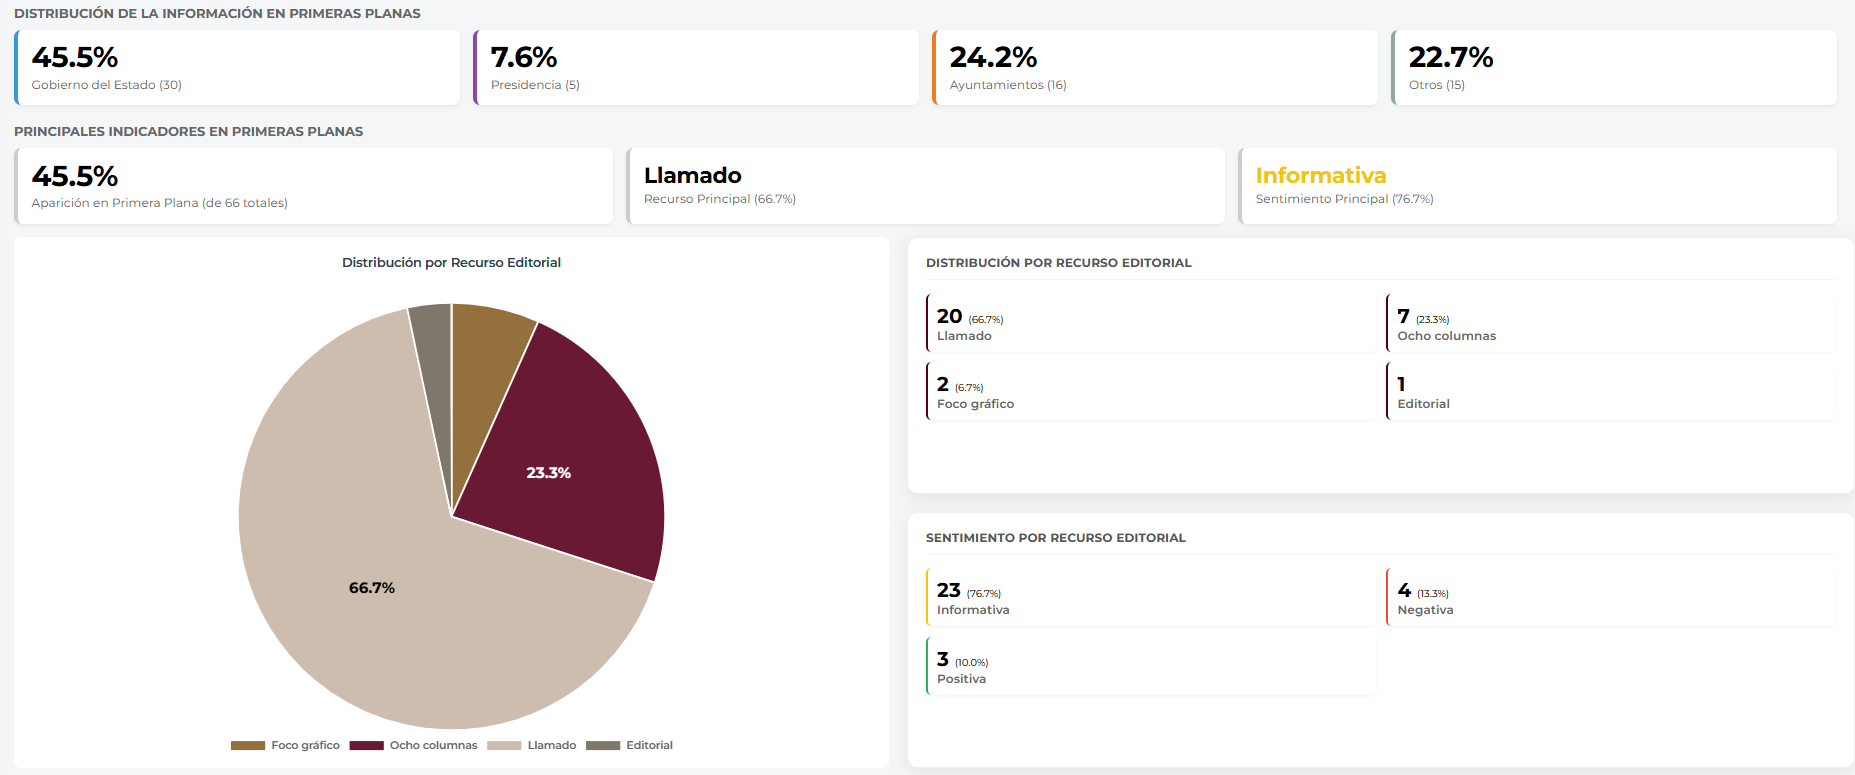 DISTRIBUCIÓN DE LA INFORMACIÓN EN PRIMERAS PLANAS
45.5%
Gobierno del Estado (30)
7.6%
Presidencia (5)
24.2%
Ayuntamientos (16)
22.7%
Otros (15)
PRINCIPALES INDICADORES EN PRIMERAS PLANAS
45.5%
Aparición en Primera Plana (de 66 totales)
Llamado
Recurso Principal (66.7%)
Informativa
Sentimiento Principal (76.7%)
Distribución por Recurso Editorial
23.3%
66.7%
Foco gráfico
Ocho columnas
Llamado
Editorial
DISTRIBUCIÓN POR RECURSO EDITORIAL
20 (66.7%)
Llamado
7 (23.3%)
Ocho columnas
2 (6.7%)
Foco gráfico
1
Editorial
SENTIMIENTO POR RECURSO EDITORIAL
23 (76.7%)
Informativa
4 (13.3%)
Negativa
3 (10.0%)
Positiva